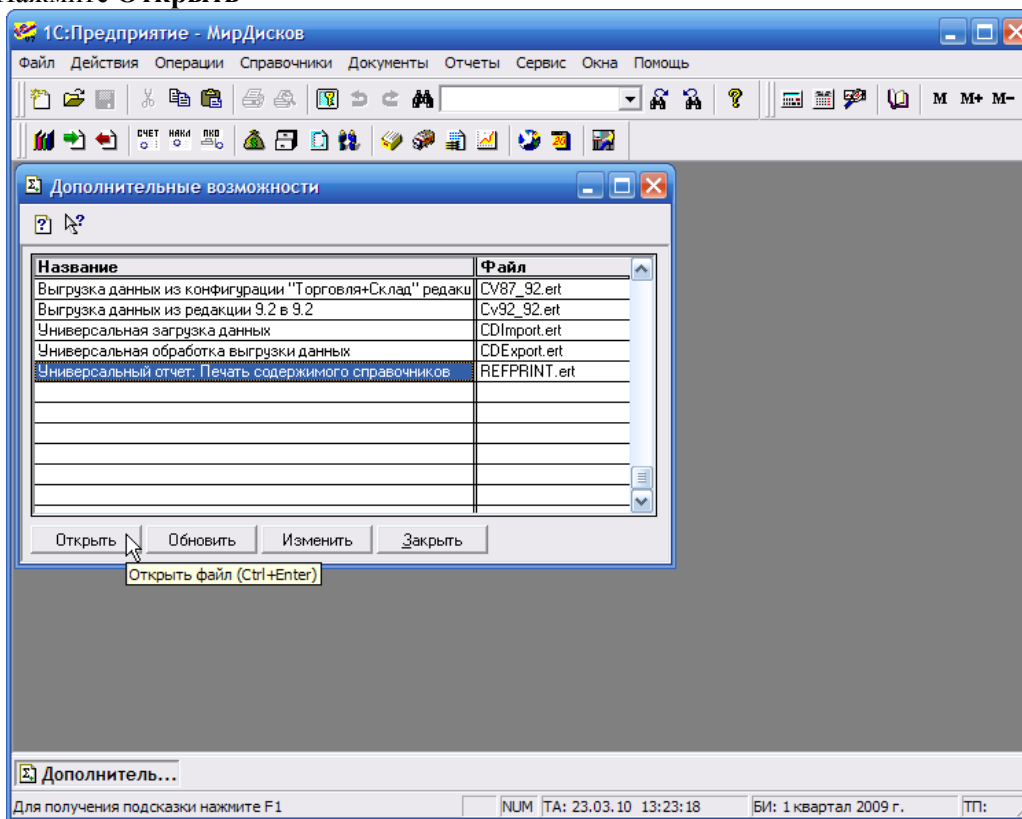 Нажмите Открыть
1С:Предприятие - МирДисков
Файл Действия Операции Справочники Документы Отчеты Сервис Окна Помощь
M M+ M-
СЧЕТ НАКЛ ПКО
Дополнительные возможности
Название Файл
Выгрузка данных из конфигурации "Торговля+Склад" редакц CV87_92.ert
Выгрузка данных из редакции 9.2 в 9.2 Cv92_92.ert
Универсальная загрузка данных CDImport.ert
Универсальная обработка выгрузки данных CDExport.ert
Универсальный отчет: Печать содержимого справочников REFPRINT.ert
Открыть Обновить Изменить Закрыть
Открыть файл (Ctrl+Enter)
Дополнитель...
Для получения подсказки нажмите F1 NUM ТА: 23.03.10 13:23:18 БИ: 1 квартал 2009 г. ТП: